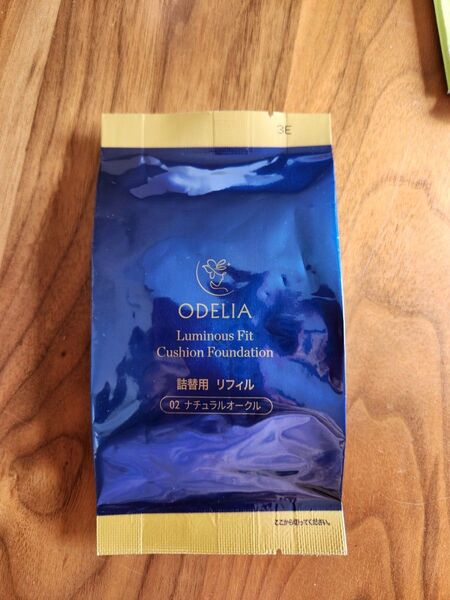 3E
ODELIA
Luminous Fit
Cushion Foundation
詰替用 リフィル
02 ナチュラルオークル
ここから切ってください。